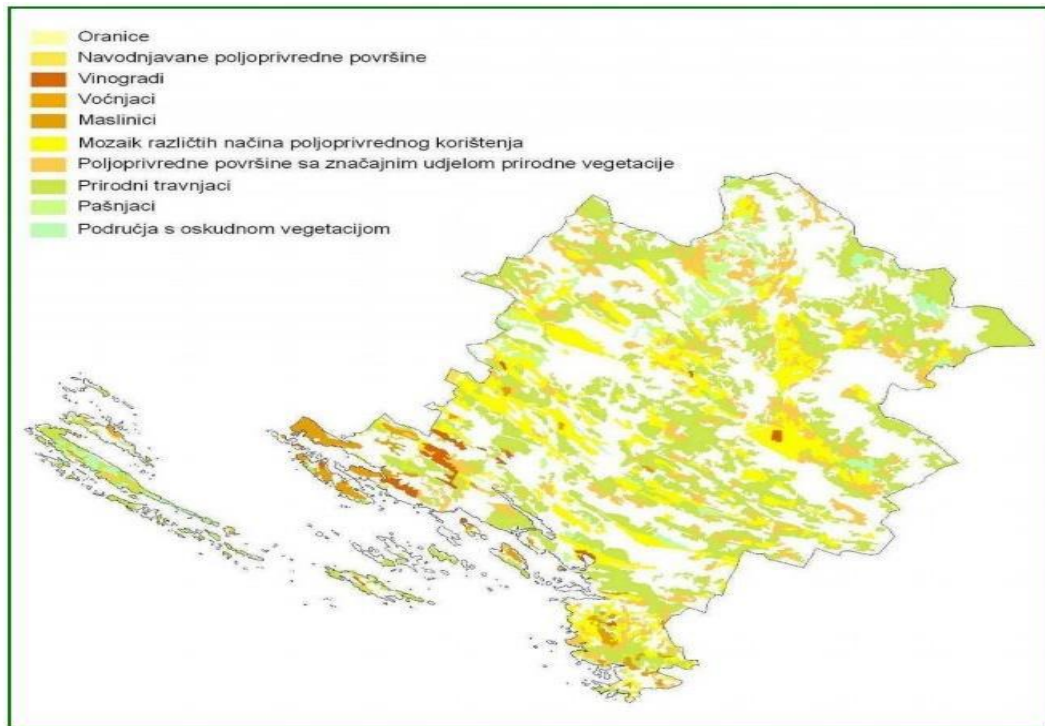 Oranice
Navodnjavane poljoprivredne površine
Vinogradi
Voćnjaci
Maslinici
Mozaik različtih načina poljoprivrednog korištenja
Poljoprivredne površine sa značajnim udjelom prirodne vegetacije
Prirodni travnjaci
Pašnjaci
Područja s oskudnom vegetacijom